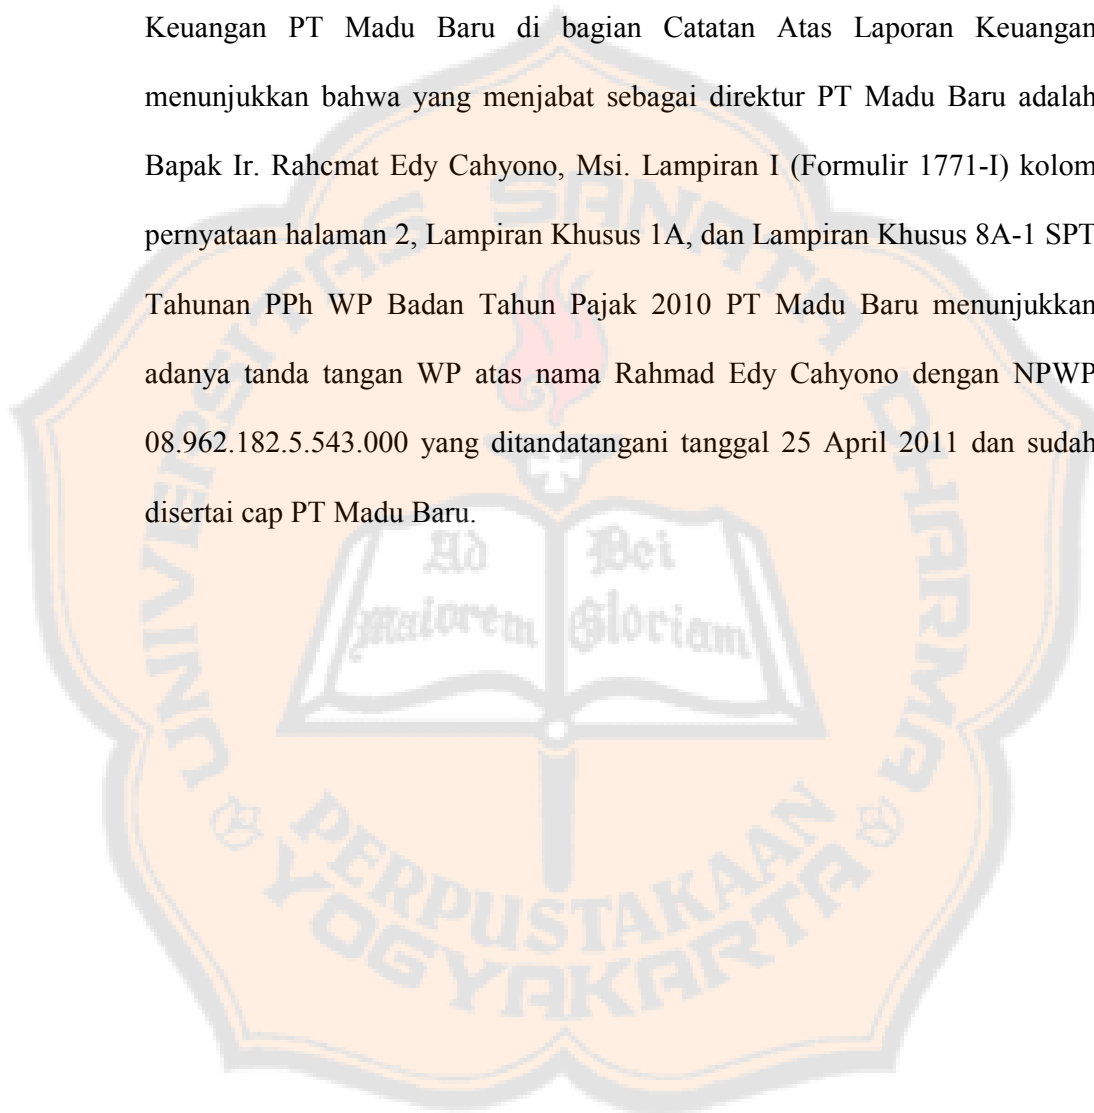 Keuangan PT Madu Baru di bagian Catatan Atas Laporan Keuangan
menunjukkan bahwa yang menjabat sebagai direktur PT Madu Baru adalah
Bapak Ir. Rahcmat Edy Cahyono, Msi. Lampiran I (Formulir 1771-I) kolom
pernyataan halaman 2, Lampiran Khusus 1A, dan Lampiran Khusus 8A-1 SPT
Tahunan PPh WP Badan Tahun Pajak 2010 PT Madu Baru menunjukkan
adanya tanda tangan WP atas nama Rahmad Edy Cahyono dengan NPWP
08.962.182.5.543.000 yang ditandatangani tanggal 25 April 2011 dan sudah
disertai cap PT Madu Baru.
UNIVERSITAS SANATA DHARMA
Ad Dei
maiorem Gloriam
PERPUSTAKAAN
YOGYAKARTA